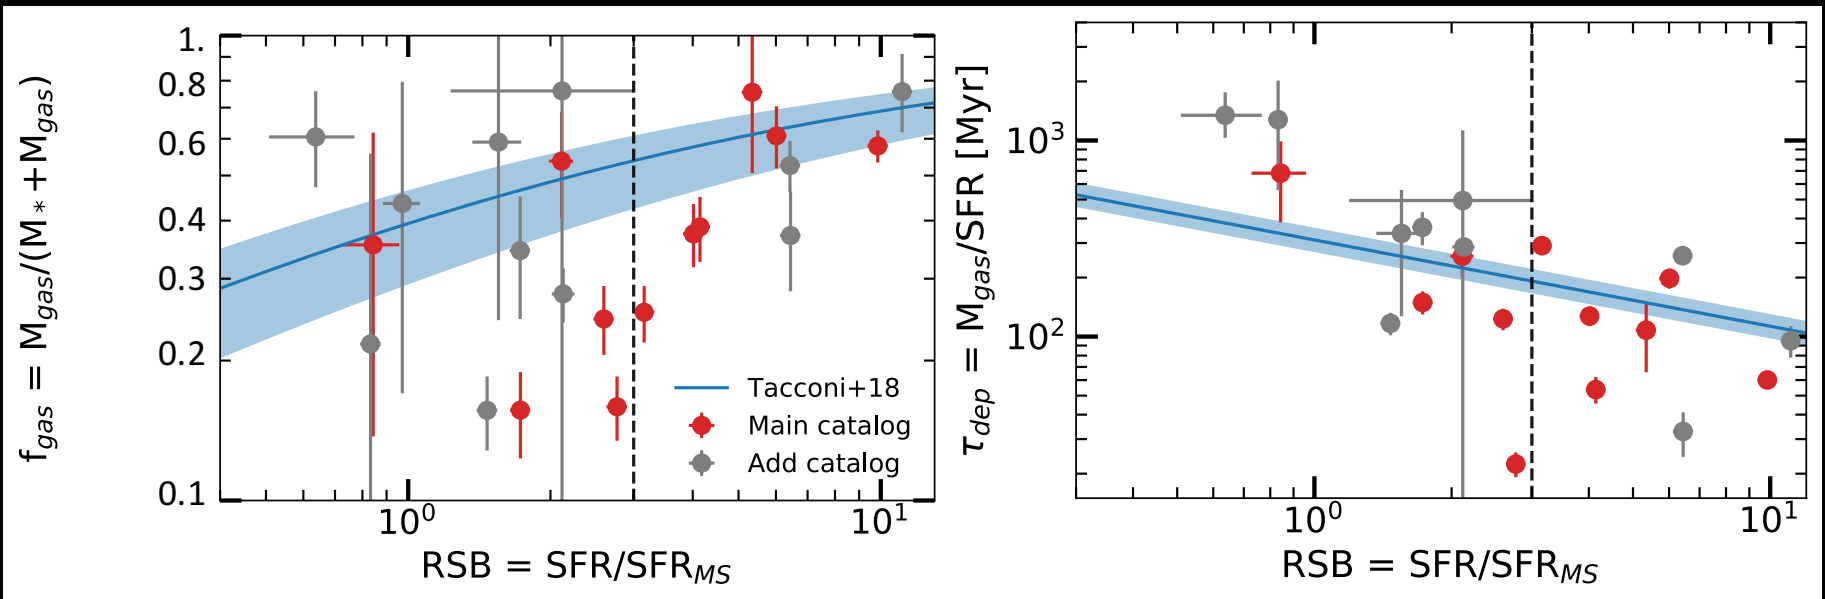 f_gas = M_gas/(M_*+M_gas)
1.
0.8
0.6
0.4
0.3
0.2
0.1
10^0
10^1
RSB = SFR/SFR_MS
Tacconi+18
Main catalog
Add catalog
τ_dep = M_gas/SFR [Myr]
10^3
10^2
10^0
10^1
RSB = SFR/SFR_MS